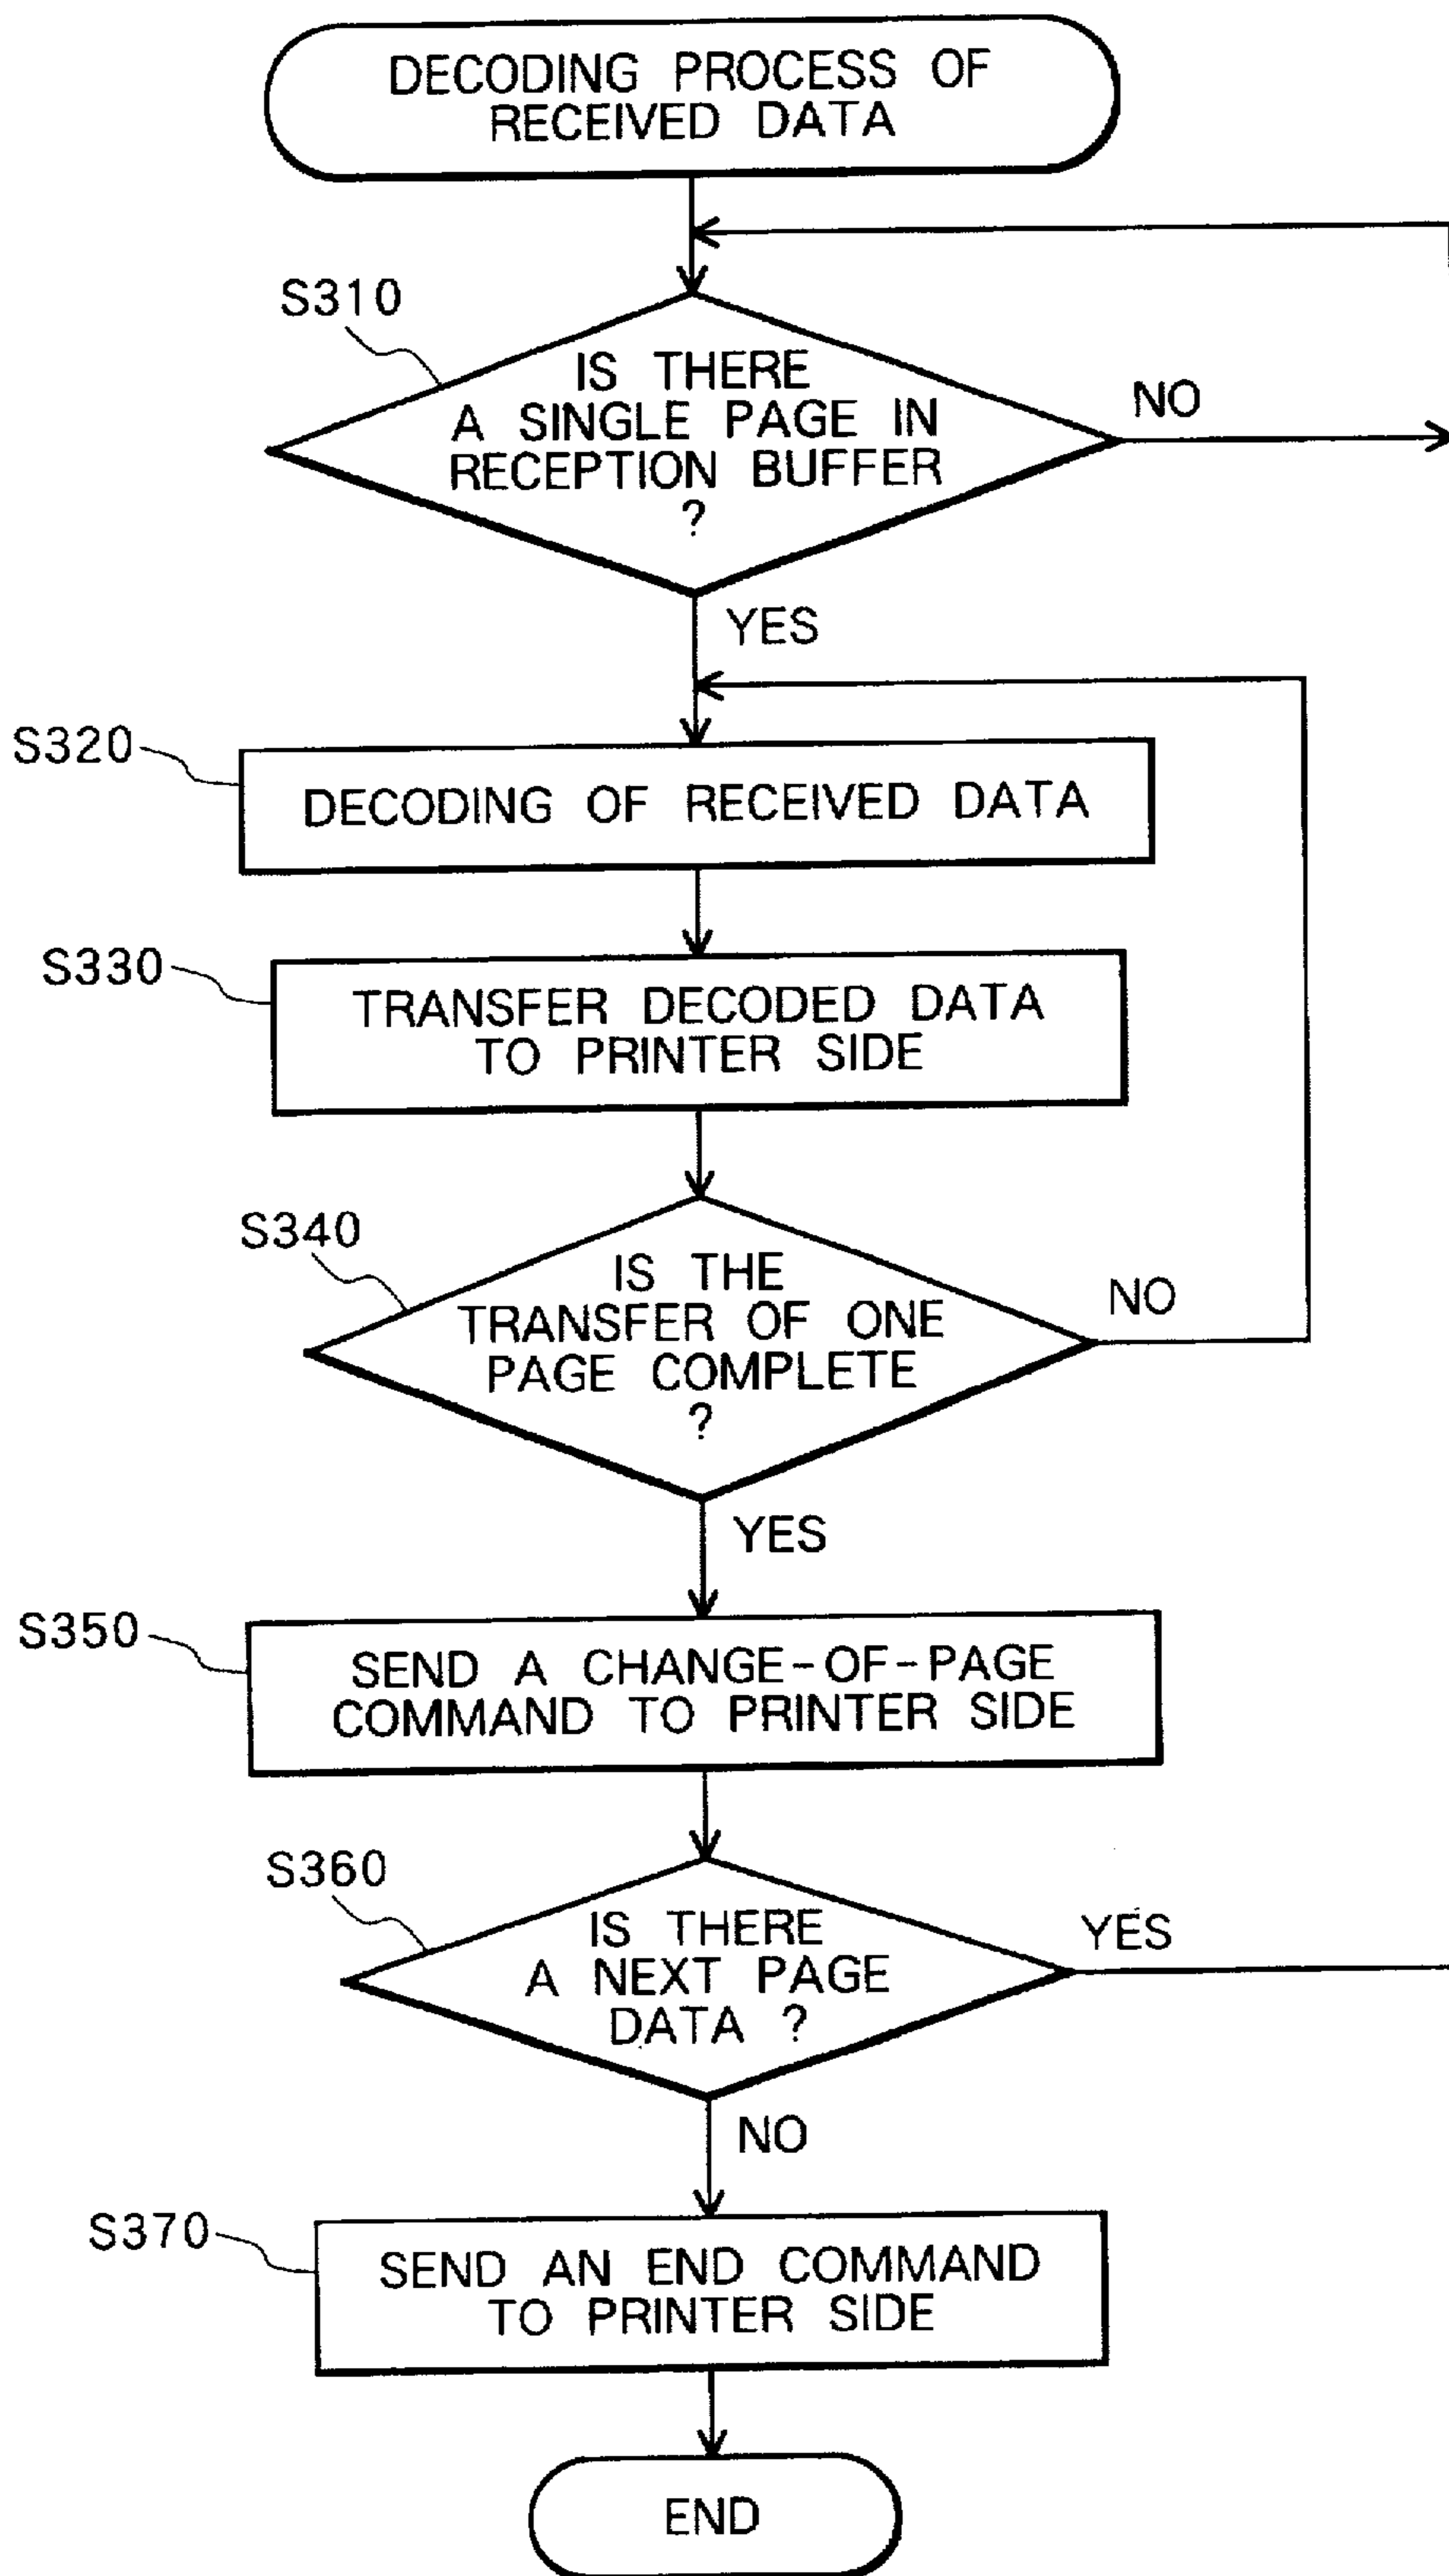 DECODING PROCESS OF
RECEIVED DATA
S310
IS THERE
A SINGLE PAGE IN
RECEPTION BUFFER
?
NO
YES
S320
DECODING OF RECEIVED DATA
S330
TRANSFER DECODED DATA
TO PRINTER SIDE
S340
IS THE
TRANSFER OF ONE
PAGE COMPLETE
?
NO
YES
S350
SEND A CHANGE-OF-PAGE
COMMAND TO PRINTER SIDE
S360
IS THERE
A NEXT PAGE
DATA ?
YES
NO
S370
SEND AN END COMMAND
TO PRINTER SIDE
END